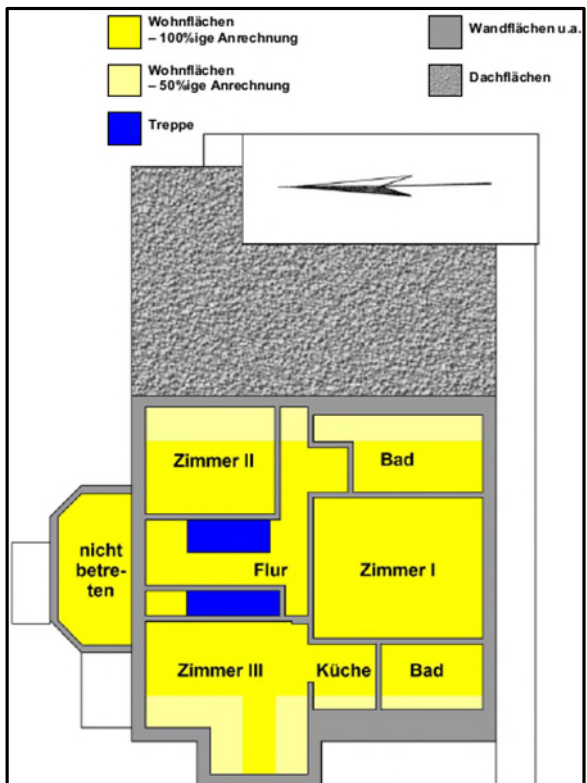 Wohnflächen
– 100%ige Anrechnung
Wandflächen u.a.
Wohnflächen
– 50%ige Anrechnung
Dachflächen
Treppe
Zimmer II
Bad
nicht
betre-
ten
Flur
Zimmer I
Zimmer III
Küche
Bad